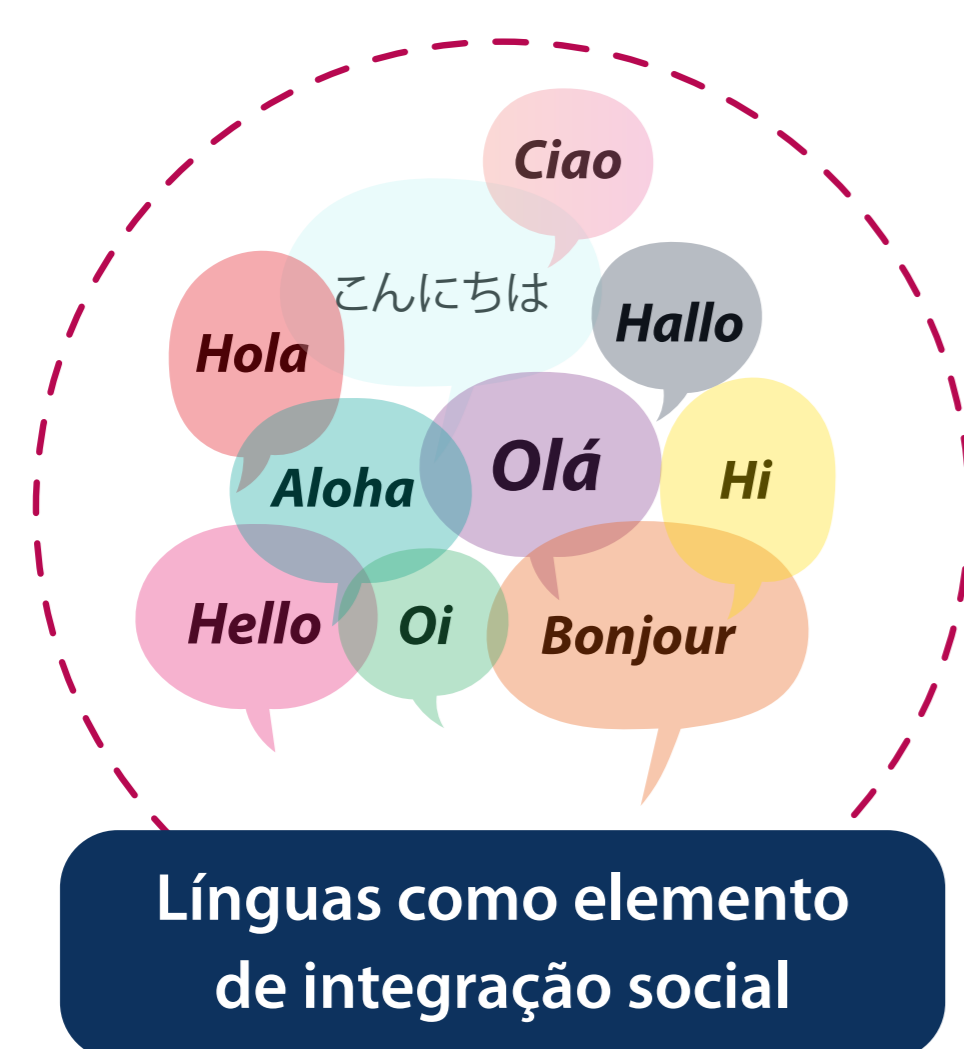 Ciao
こんにちは
Hallo
Hola
Olá
Hi
Aloha
Hello
Oi
Bonjour
Línguas como elemento
de integração social